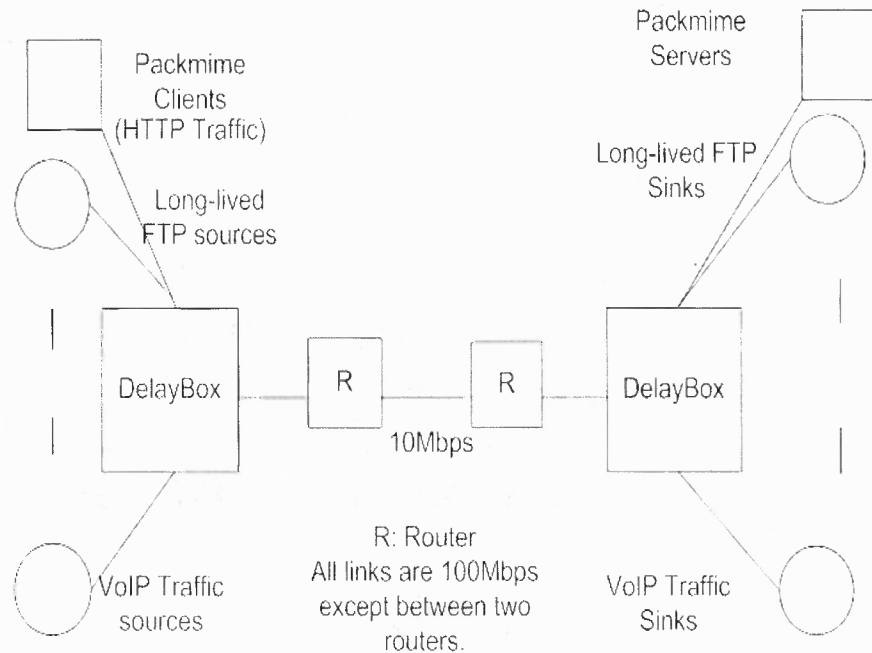 Packmime
Clients
(HTTP Traffic)
Packmime
Servers
Long-lived
FTP sources
Long-lived FTP
Sinks
DelayBox
R
R
DelayBox
10Mbps
VoIP Traffic
sources
R: Router
All links are 100Mbps
except between two
routers.
VoIP Traffic
Sinks